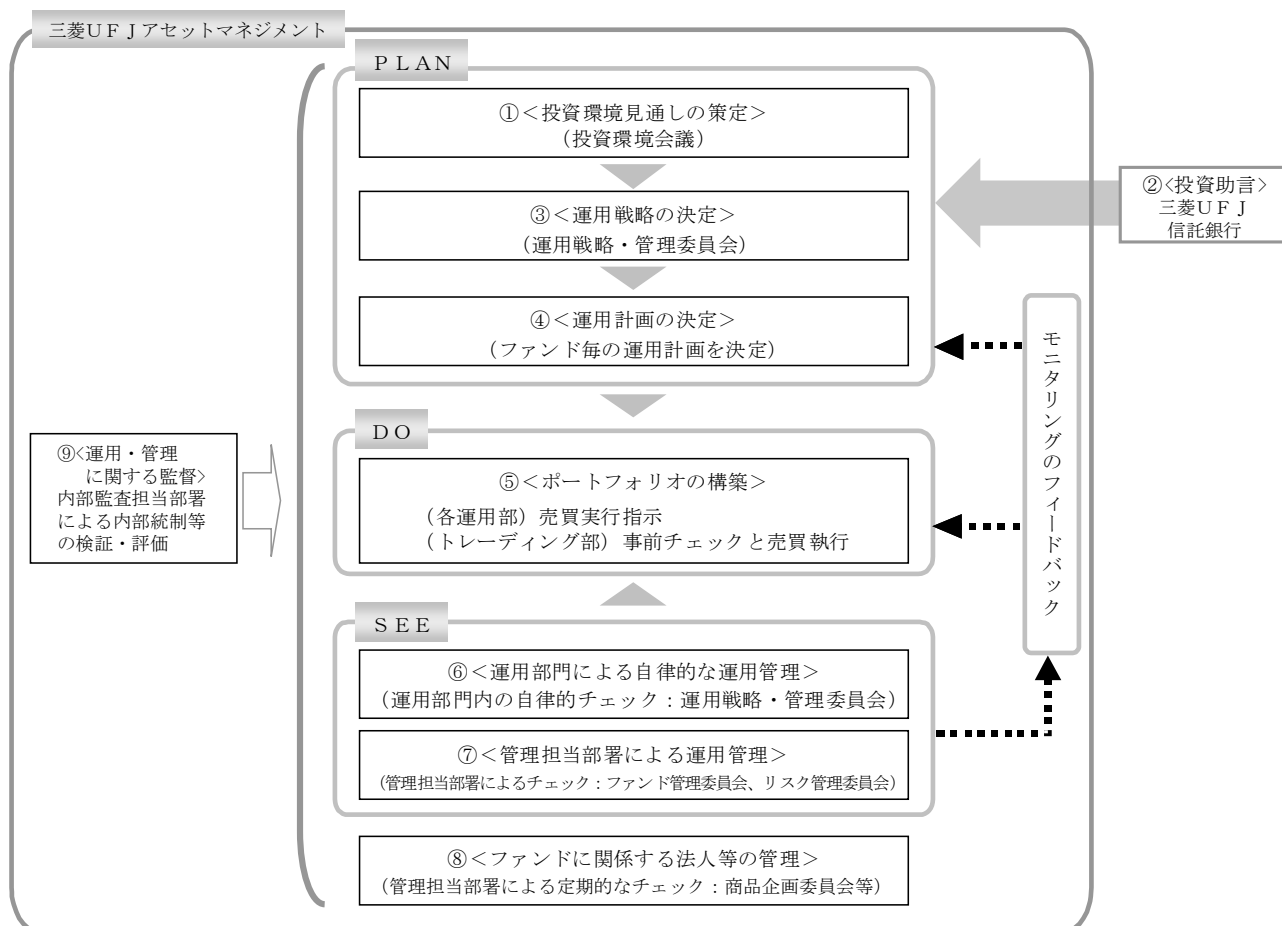 三菱ＵＦＪアセットマネジメント
ＰＬＡＮ
①＜投資環境見通しの策定＞
（投資環境会議）
②<投資助言>
三菱ＵＦＪ
信託銀行
③＜運用戦略の決定＞
（運用戦略・管理委員会）
④＜運用計画の決定＞
（ファンド毎の運用計画を決定）
モニタリングのフィードバック
ＤＯ
⑤＜ポートフォリオの構築＞
（各運用部）売買実行指示
（トレーディング部）事前チェックと売買執行
⑨<運用・管理
に関する監督>
内部監査担当部署
による内部統制等
の検証・評価
ＳＥＥ
⑥＜運用部門による自律的な運用管理＞
（運用部門内の自律的チェック：運用戦略・管理委員会）
⑦＜管理担当部署による運用管理＞
（管理担当部署によるチェック：ファンド管理委員会、リスク管理委員会）
⑧＜ファンドに関係する法人等の管理＞
（管理担当部署による定期的なチェック：商品企画委員会等）